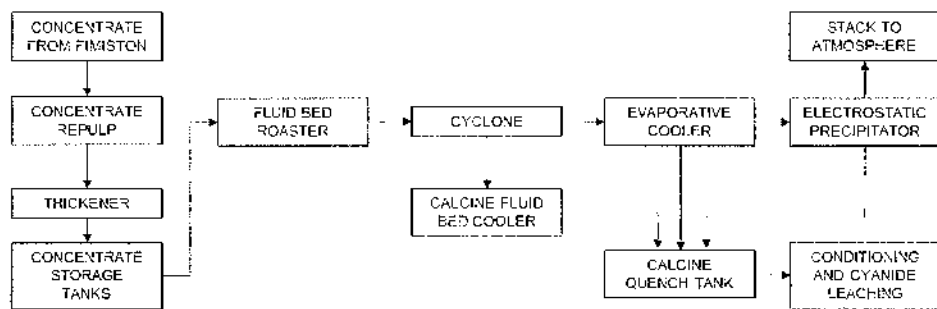 CONCENTRATE
FROM FIMISTON
CONCENTRATE
REPULP
THICKENER
CONCENTRATE
STORAGE
TANKS
FLUID BED
ROASTER
CYCLONE
CALCINE FLUID
BED COOLER
EVAPORATIVE
COOLER
CALCINE
QUENCH TANK
STACK TO
ATMOSPHERE
ELECTROSTATIC
PRECIPITATOR
CONDITIONING
AND CYANIDE
LEACHING